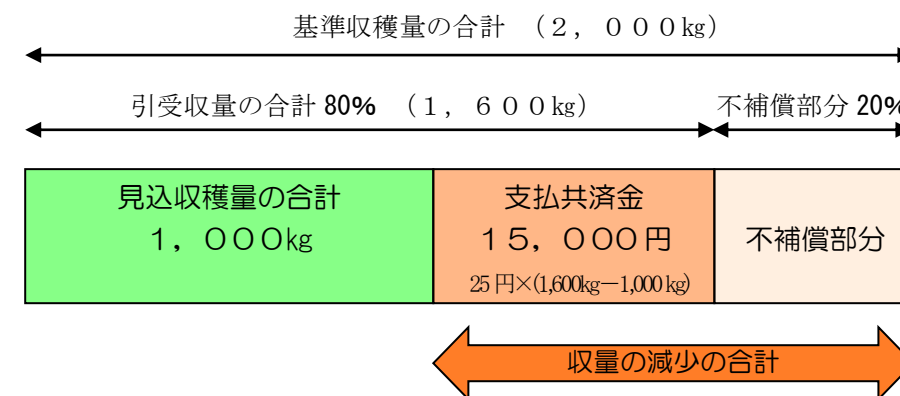 基準収穫量の合計 （２，０００㎏）
引受収量の合計 80% （１，６００㎏）
不補償部分 20%
見込収穫量の合計
１，０００kg
支払共済金
１５，０００円
25円×(1,600kg－1,000kg)
不補償部分
収量の減少の合計